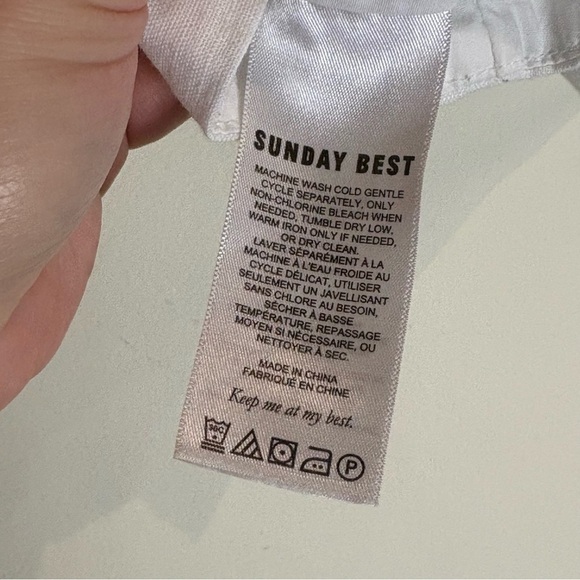 SUNDAY BEST
MACHINE WASH COLD GENTLE
CYCLE SEPARATELY, ONLY
NON-CHLORINE BLEACH WHEN
NEEDED, TUMBLE DRY LOW,
WARM IRON ONLY IF NEEDED,
OR DRY CLEAN.
LAVER SÉPARÉMENT À LA
MACHINE À L'EAU FROIDE AU
CYCLE DÉLICAT, UTILISER
SEULEMENT UN JAVELLISANT
SANS CHLORE AU BESOIN,
SÉCHER À BASSE
TEMPÉRATURE, REPASSAGE
MOYEN SI NÉCESSAIRE, OU
NETTOYER À SEC.
MADE IN CHINA
FABRIQUÉ EN CHINE
Keep me at my best.
30C P